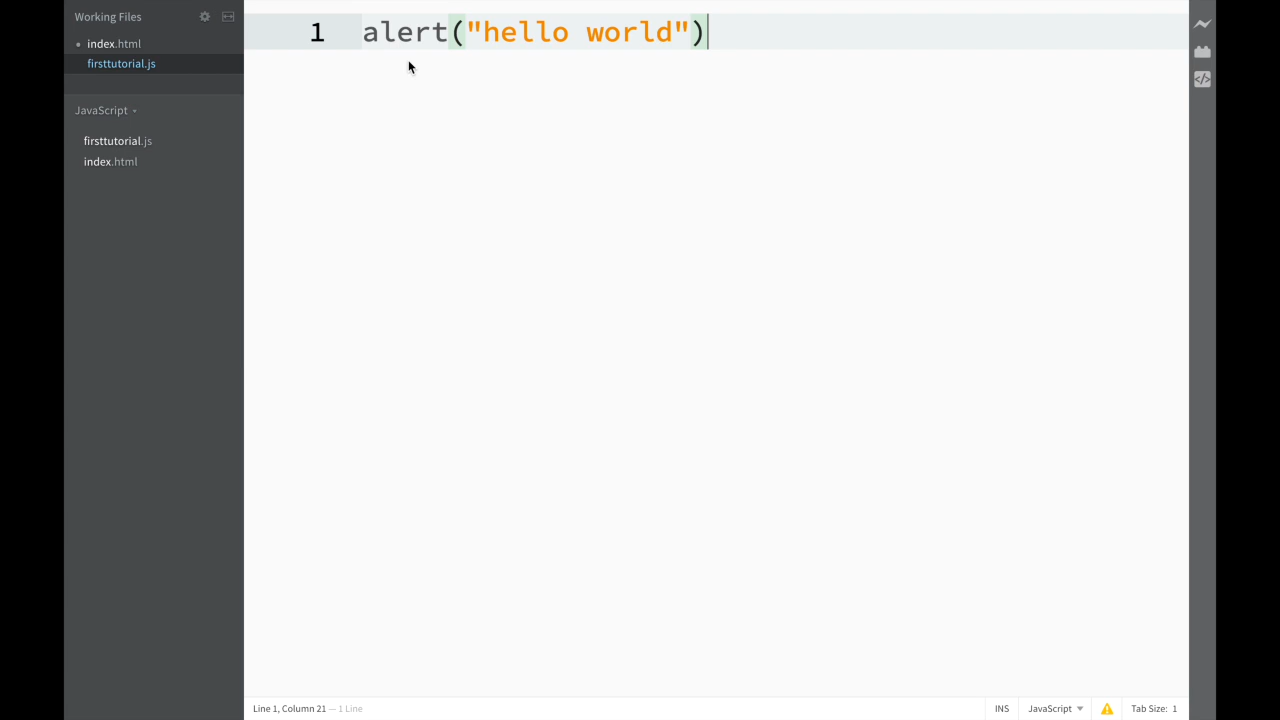 Working Files
index.html
firsttutorial.js
JavaScript
firsttutorial.js
index.html
1 alert("hello world")
Line 1, Column 21 — 1 Line
INS
JavaScript
Tab Size: 1